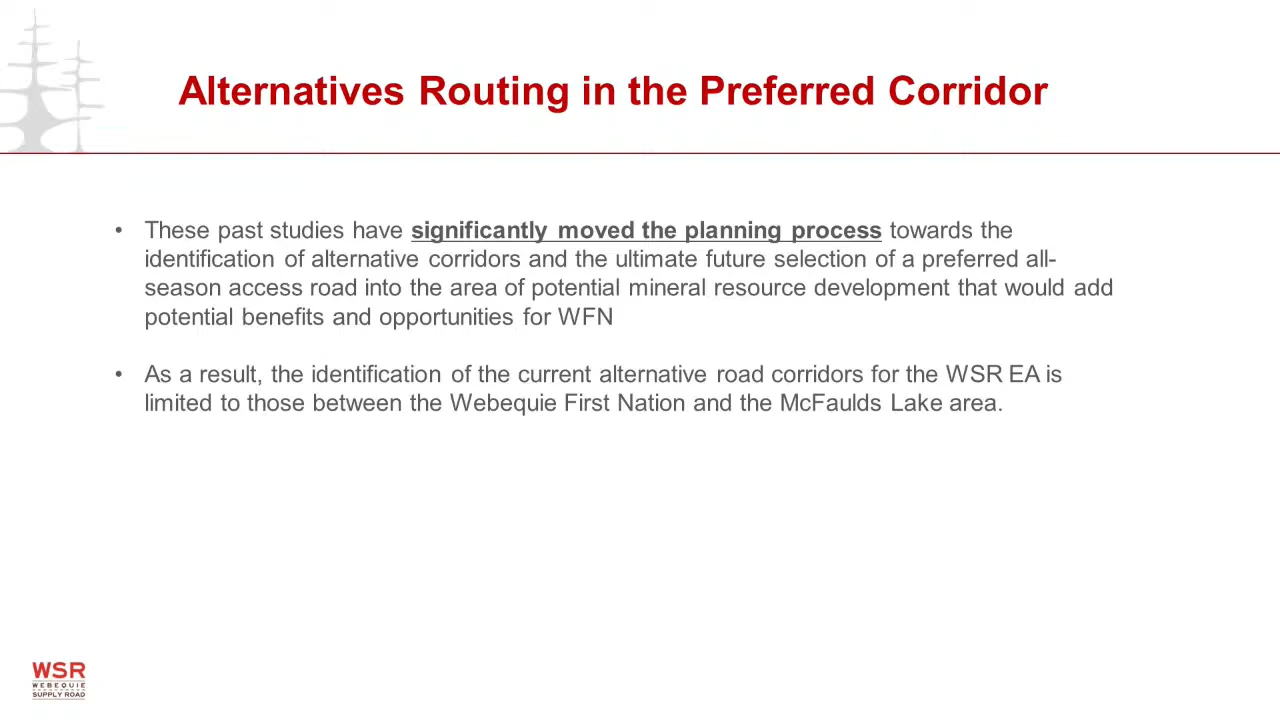 Alternatives Routing in the Preferred Corridor
• These past studies have significantly moved the planning process towards the
identification of alternative corridors and the ultimate future selection of a preferred all-
season access road into the area of potential mineral resource development that would add
potential benefits and opportunities for WFN
• As a result, the identification of the current alternative road corridors for the WSR EA is
limited to those between the Webequie First Nation and the McFaulds Lake area.
WSR
WEBEQUIE
SUPPLY ROAD